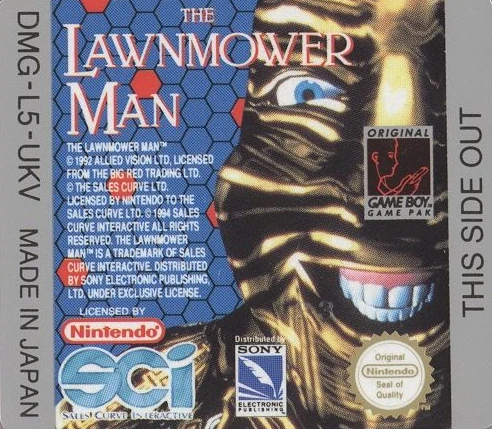 DMG-L5-UKV MADE IN JAPAN
THE
LAWNMOWER
MAN
THE LAWNMOWER MAN™
© 1992 ALLIED VISION LTD, LICENSED
FROM THE BIG RED TRADING LTD.
© THE SALES CURVE LTD.
LICENSED BY NINTENDO TO THE
SALES CURVE LTD. © 1994 SALES
CURVE INTERACTIVE ALL RIGHTS
RESERVED. THE LAWNMOWER
MAN™ IS A TRADEMARK OF SALES
CURVE INTERACTIVE. DISTRIBUTED
BY SONY ELECTRONIC PUBLISHING,
LTD. UNDER EXCLUSIVE LICENSE.
LICENSED BY
Nintendo
SCi
SALES CURVE INTERACTIVE
Distributed by
SONY
ELECTRONIC
PUBLISHING
ORIGINAL
GAME BOY
GAME PAK
Original
Nintendo
Seal of
Quality
THIS SIDE OUT